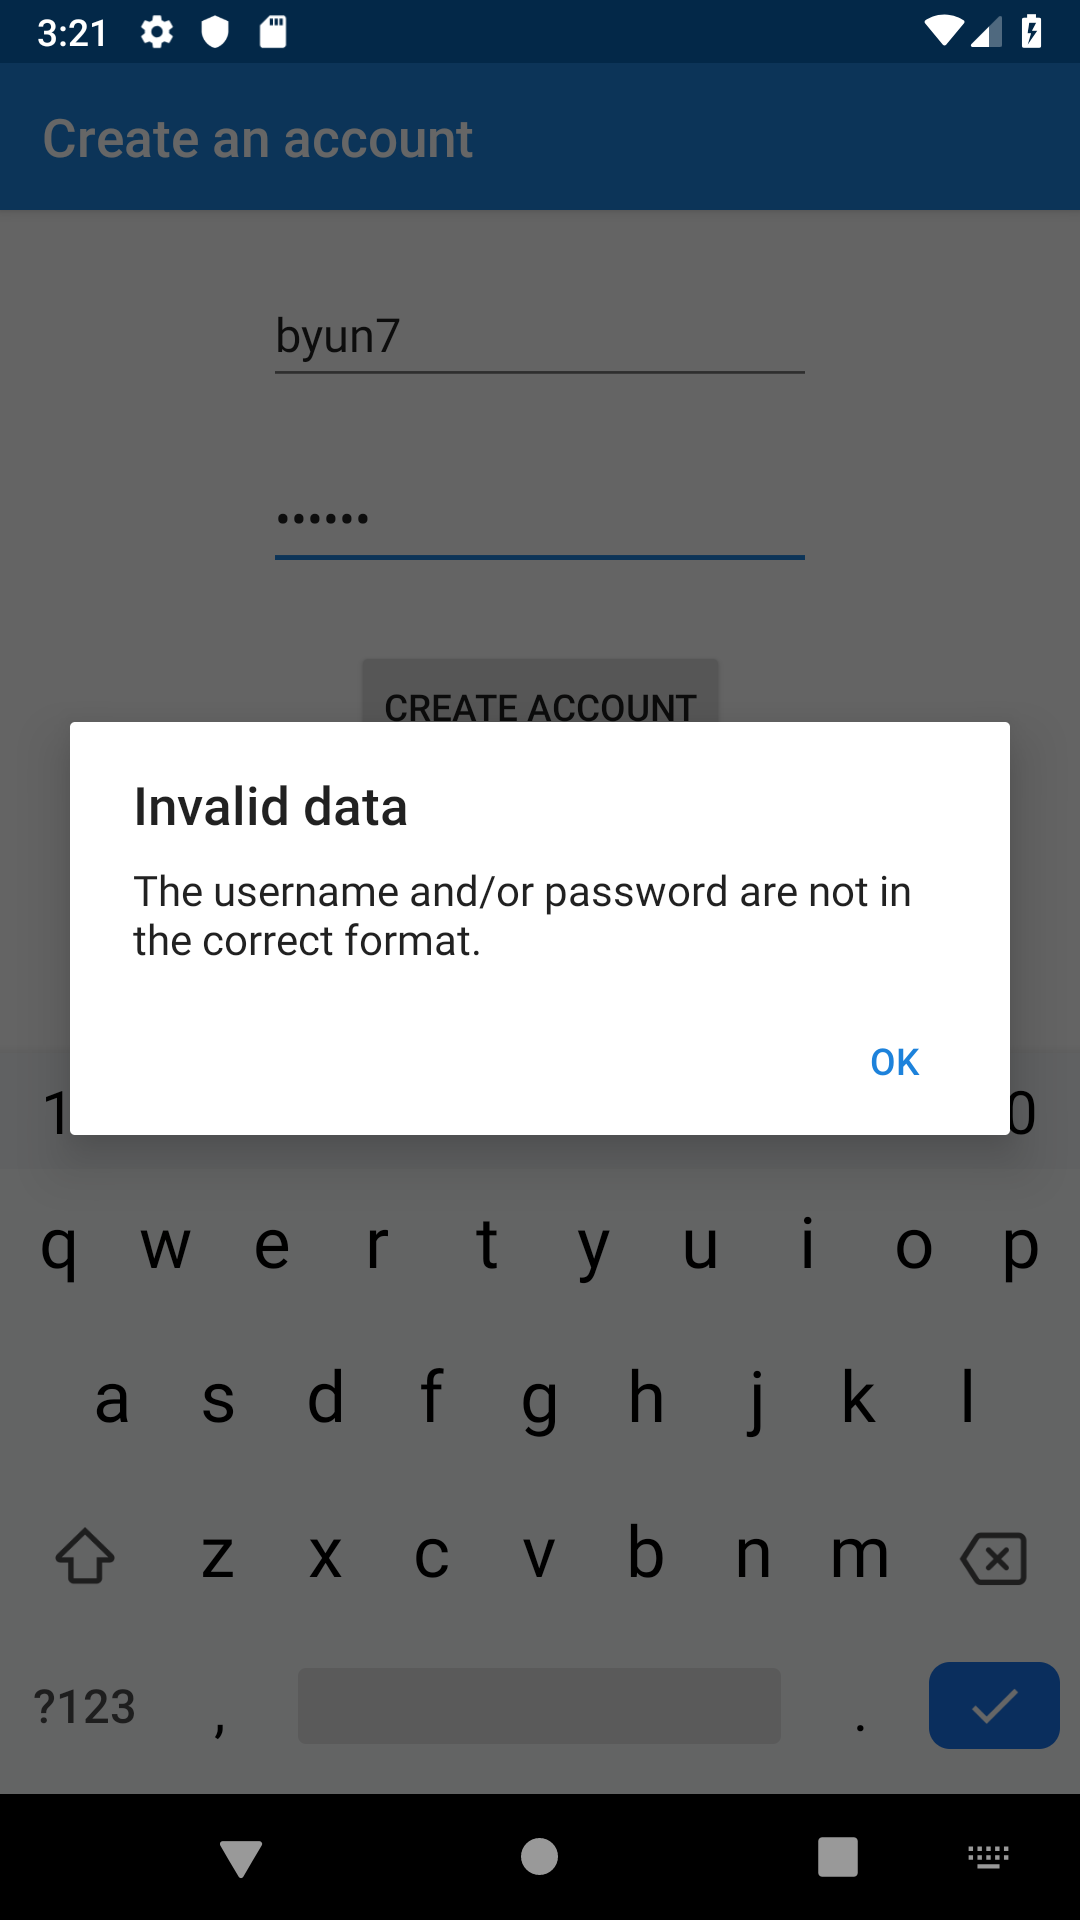 3:21
Create an account
byun7
••••••
CREATE ACCOUNT
Invalid data
The username and/or password are not in
the correct format.
OK
1 0
q w e r t y u i o p
a s d f g h j k l
z x c v b n m
?123 , .